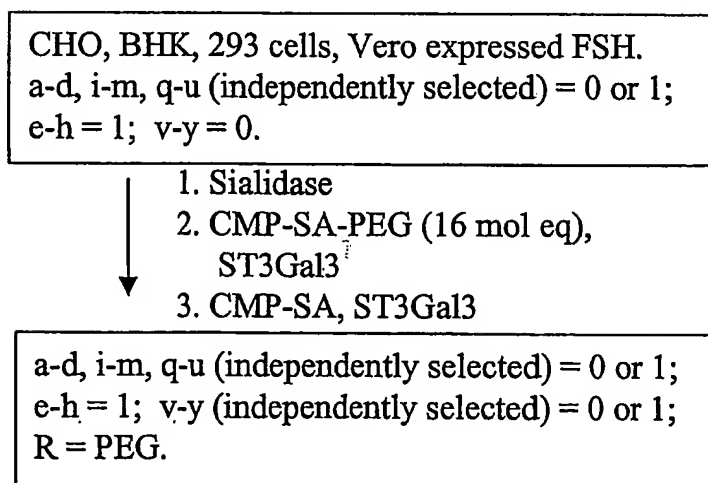 CHO, BHK, 293 cells, Vero expressed FSH.
a-d, i-m, q-u (independently selected) = 0 or 1;
e-h = 1; v-y = 0.
1. Sialidase
2. CMP-SA-PEG (16 mol eq),
ST3Gal3
3. CMP-SA, ST3Gal3
a-d, i-m, q-u (independently selected) = 0 or 1;
e-h = 1; v-y (independently selected) = 0 or 1;
R = PEG.